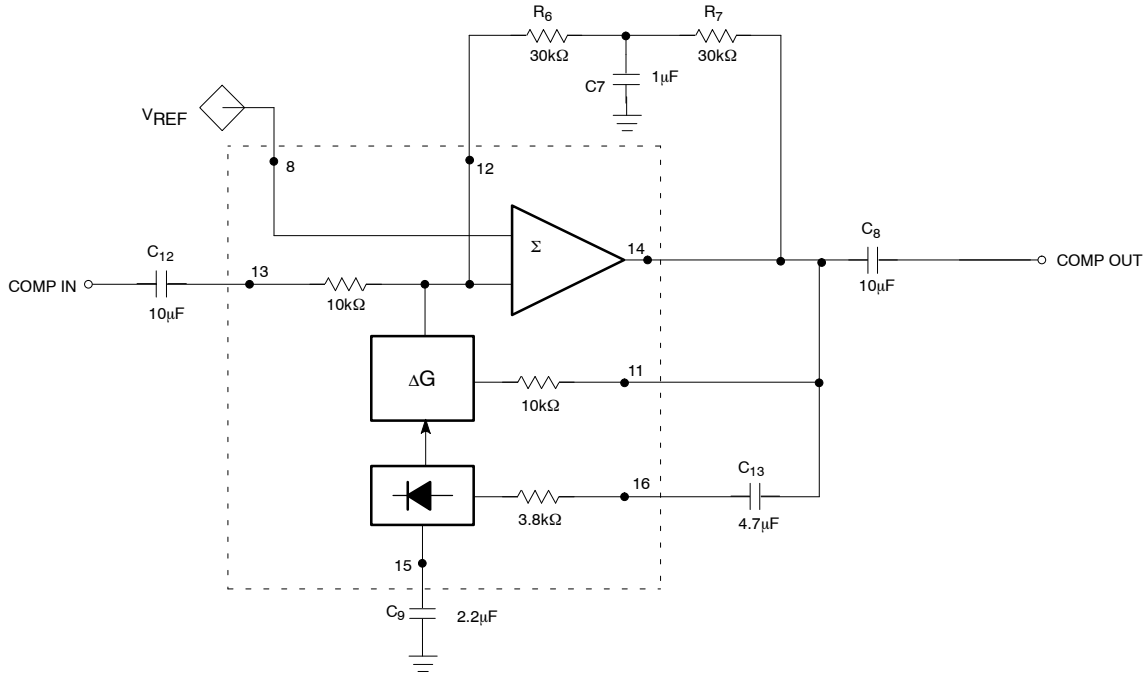 R6
R7
30kΩ
30kΩ
C7
1µF
VREF
8
12
Σ
14
C8
10µF
COMP OUT
C12
13
COMP IN
10µF
10kΩ
ΔG
11
10kΩ
C13
16
4.7µF
3.8kΩ
15
C9
2.2µF